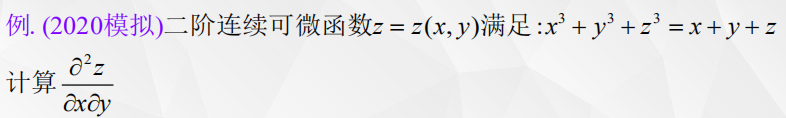 例. (2020模拟)二阶连续可微函数z = z(x, y)满足:x³ + y³ + z³ = x + y + z
计算 ∂²z/∂x∂y